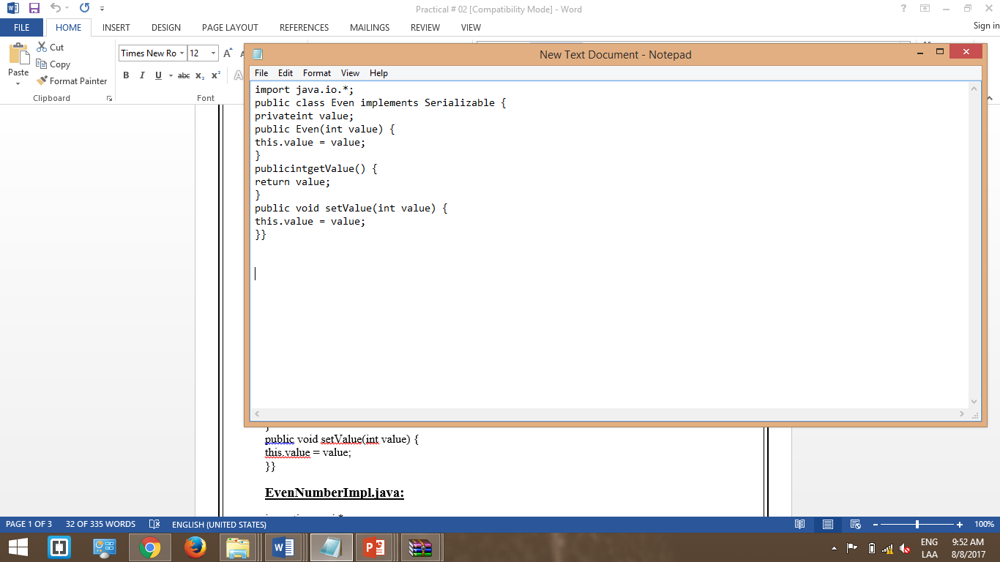 Practical # 02 [Compatibility Mode] - Word
FILE HOME INSERT DESIGN PAGE LAYOUT REFERENCES MAILINGS REVIEW VIEW Sign in
Paste
Cut
Copy
Format Painter
Clipboard
Times New Ro 12
B I U abc x₂ x²
Font
New Text Document - Notepad
File Edit Format View Help
import java.io.*;
public class Even implements Serializable {
privateint value;
public Even(int value) {
this.value = value;
}
publicintgetValue() {
return value;
}
public void setValue(int value) {
this.value = value;
}}
public void setValue(int value) {
this.value = value;
}}
EvenNumberImpl.java:
PAGE 1 OF 3 32 OF 335 WORDS ENGLISH (UNITED STATES) 100%
ENG 9:52 AM
LAA 8/8/2017